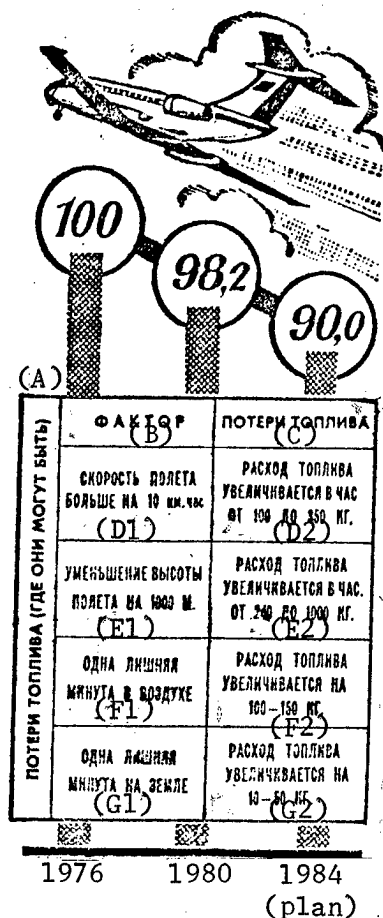 100
98,2
90,0
(A)
ПОТЕРИ ТОПЛИВА (ГДЕ ОНИ МОГУТ БЫТЬ)
ФАКТОР
(B)
ПОТЕРИ ТОПЛИВА
(C)
СКОРОСТЬ ПОЛЕТА
БОЛЬШЕ НА 10 км.час
(D1)
РАСХОД ТОПЛИВА
УВЕЛИЧИВАЕТСЯ В ЧАС
ОТ 100 ДО 350 КГ.
(D2)
УМЕНЬШЕНИЕ ВЫСОТЫ
ПОЛЕТА НА 1000 М.
(E1)
РАСХОД ТОПЛИВА
УВЕЛИЧИВАЕТСЯ В ЧАС.
ОТ 240 ДО 1000 КГ.
(E2)
ОДНА ЛИШНЯЯ
МИНУТА В ВОЗДУХЕ
(F1)
РАСХОД ТОПЛИВА
УВЕЛИЧИВАЕТСЯ НА
100–150 КГ.
(F2)
ОДНА ЛИШНЯЯ
МИНУТА НА ЗЕМЛЕ
(G1)
РАСХОД ТОПЛИВА
УВЕЛИЧИВАЕТСЯ НА
10–50 КГ.
(G2)
1976 1980 1984
(plan)